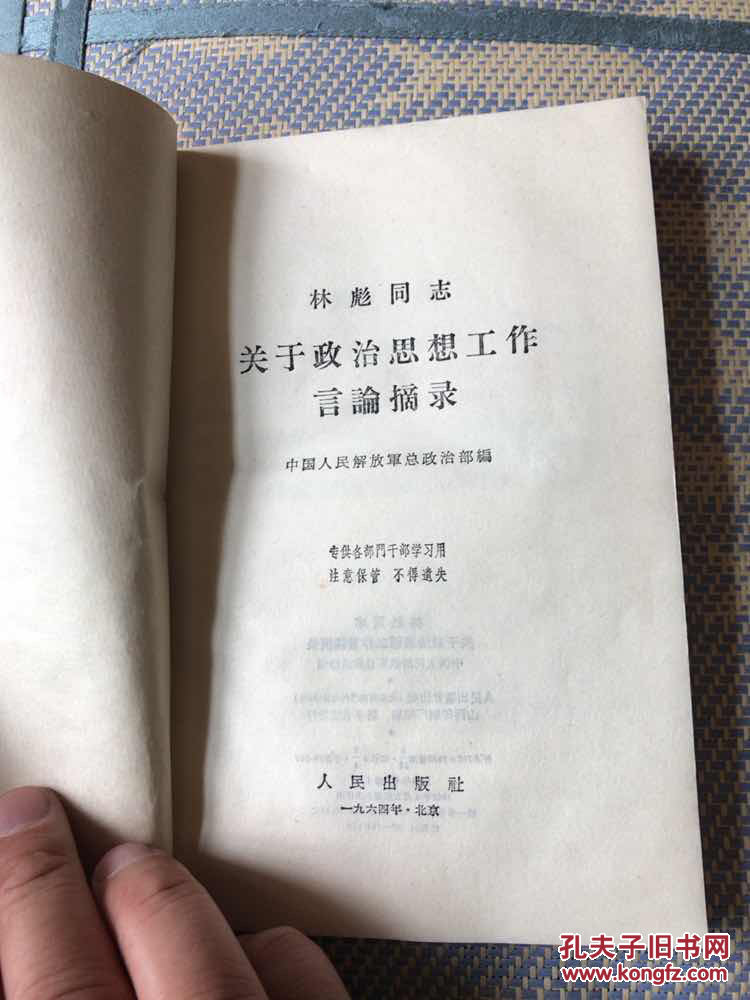 林彪同志
关于政治思想工作
言論摘录
中国人民解放軍总政治部編
专供各部門干部学习用
注意保管 不得遺失
人民出版社
一九六四年·北京
孔夫子旧书网
www.kongfz.com